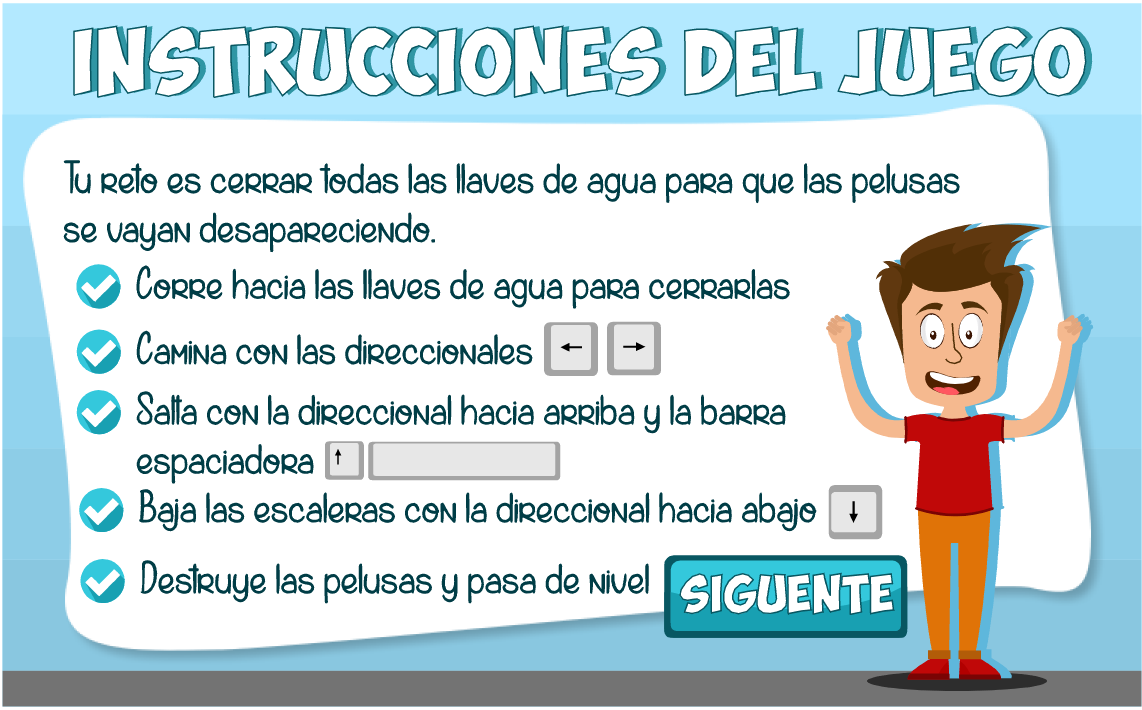 INSTRUCCIONES DEL JUEGO
Tu reto es cerrar todas las llaves de agua para que las pelusas
se vayan desapareciendo.
Corre hacia las llaves de agua para cerrarlas
Camina con las direccionales ← →
Salta con la direccional hacia arriba y la barra
espaciadora ↑
Baja las escaleras con la direccional hacia abajo ↓
Destruye las pelusas y pasa de nivel
SIGUENTE